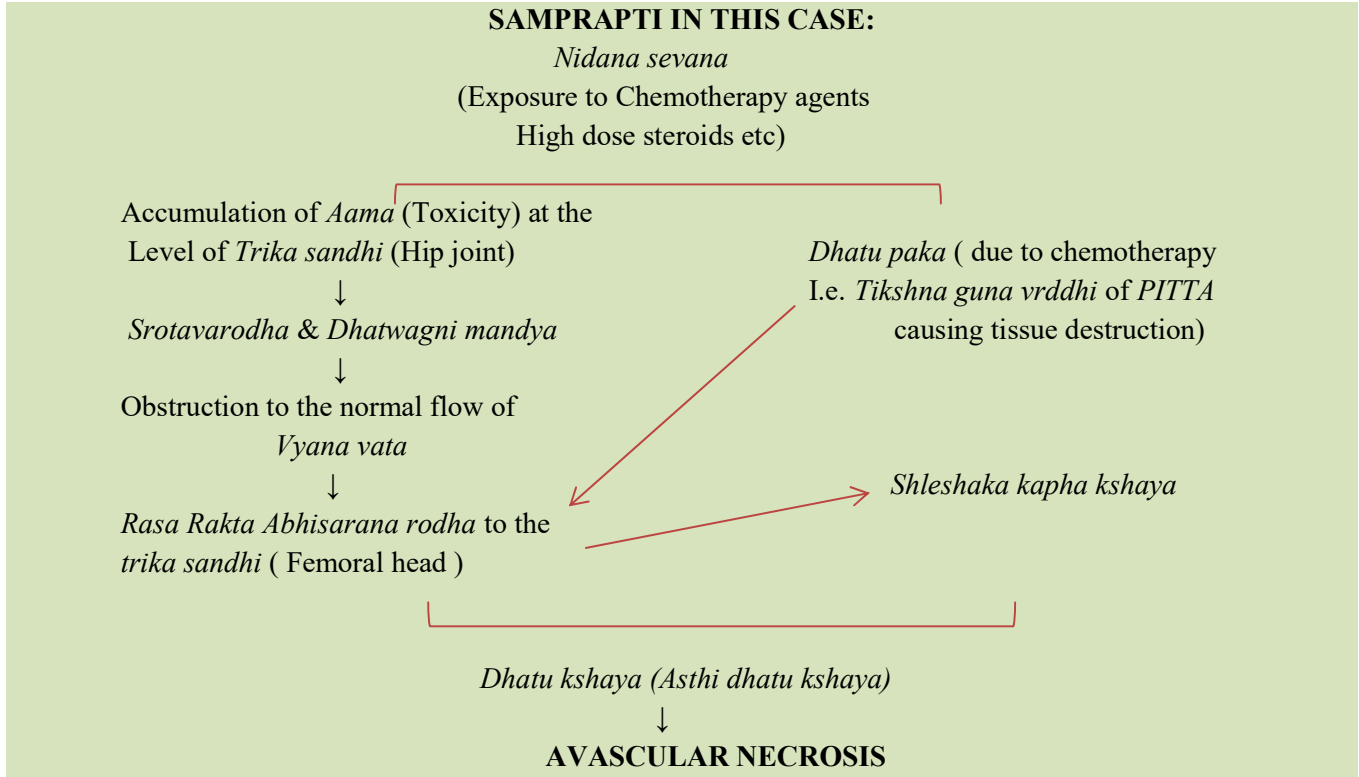 SAMPRAPTI IN THIS CASE:
Nidana sevana
(Exposure to Chemotherapy agents
High dose steroids etc)
Accumulation of Aama (Toxicity) at the
Level of Trika sandhi (Hip joint)
↓
Srotavarodha & Dhatwagni mandya
↓
Obstruction to the normal flow of
Vyana vata
↓
Rasa Rakta Abhisarana rodha to the
trika sandhi ( Femoral head )
Dhatu paka ( due to chemotherapy
I.e. Tikshna guna vrddhi of PITTA
causing tissue destruction)
Shleshaka kapha kshaya
Dhatu kshaya (Asthi dhatu kshaya)
↓
AVASCULAR NECROSIS